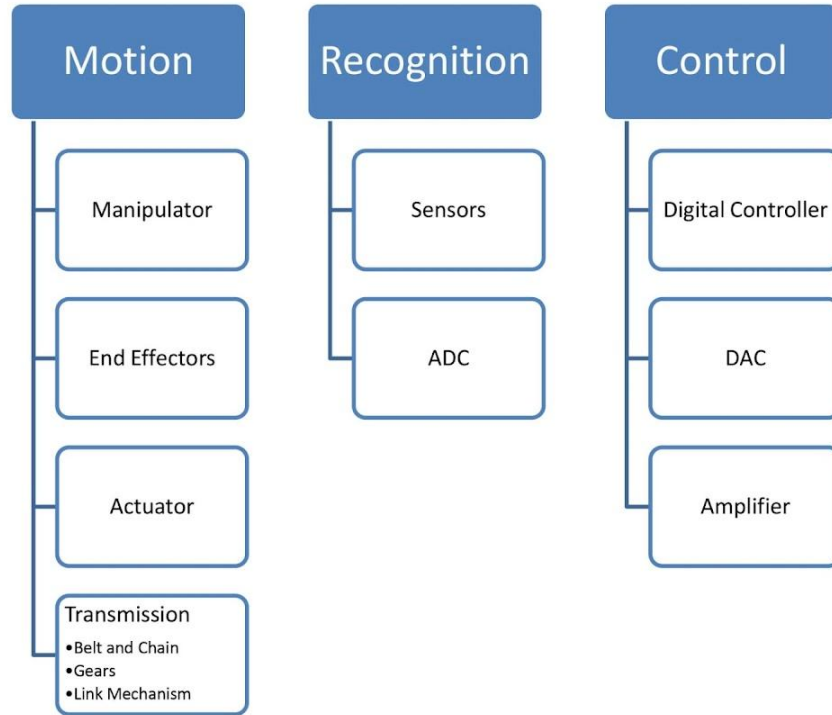 Motion
Manipulator
End Effectors
Actuator
Transmission
•Belt and Chain
•Gears
•Link Mechanism
Recognition
Sensors
ADC
Control
Digital Controller
DAC
Amplifier